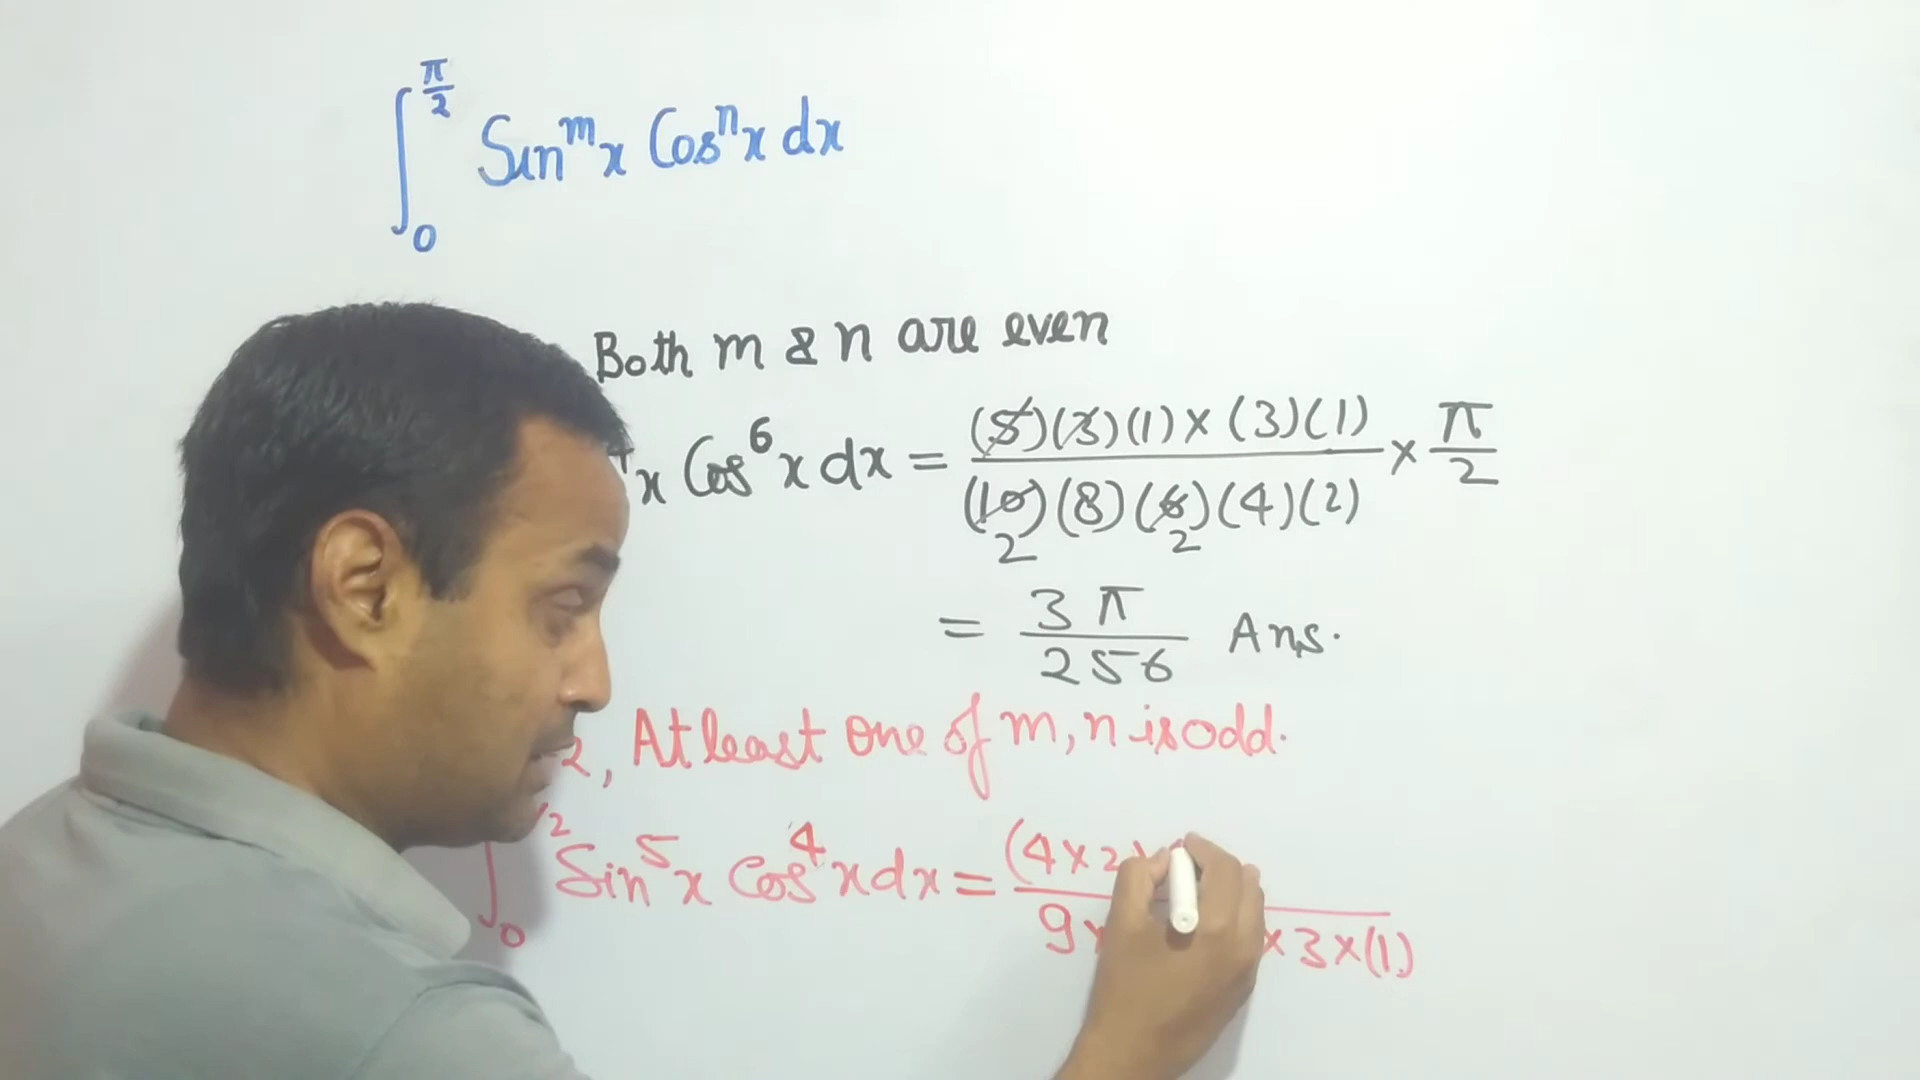 ∫₀^(π/2) Sinᵐx Cosⁿx dx
Both m & n are even
x Cos⁶x dx = (5)(3)(1) × (3)(1) / (10)(8)(6)(4)(2) × π/2
2 2
= 3π/256 Ans.
2, At least one of m, n is odd.
∫₀^(/2) Sin⁵x Cos⁴x dx = (4×2) / 9× ×3×(1)